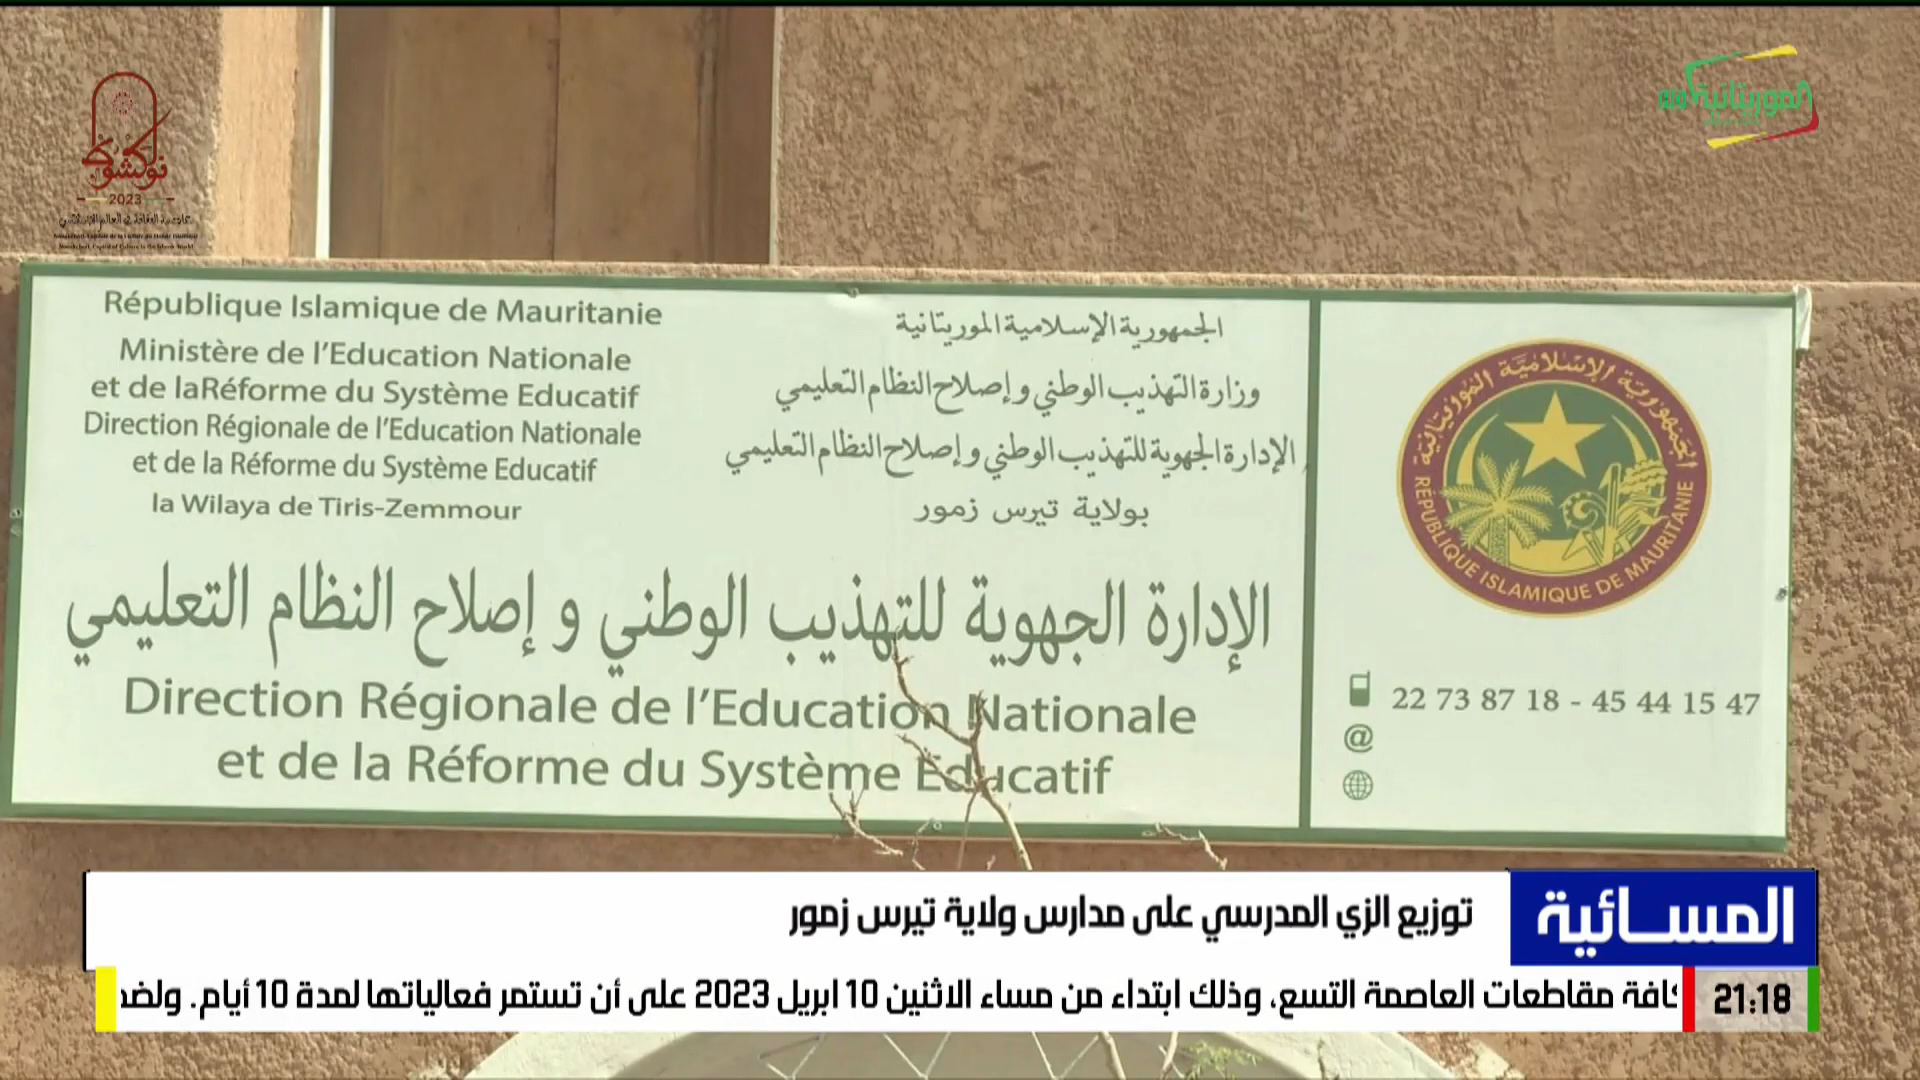 نواكشوط
2023
الموريتانية
République Islamique de Mauritanie
Ministère de l'Education Nationale
et de laRéforme du Système Educatif
Direction Régionale de l'Education Nationale
et de la Réforme du Système Educatif
la Wilaya de Tiris-Zemmour
الجمهورية الإسلامية الموريتانية
وزارة التهذيب الوطني و إصلاح النظام التعليمي
الإدارة الجهوية للتهذيب الوطني و إصلاح النظام التعليمي
بولاية تيرس زمور
الإدارة الجهوية للتهذيب الوطني و إصلاح النظام التعليمي
Direction Régionale de l'Education Nationale
et de la Réforme du Système Educatif
الجمهورية الإسلامية الموريتانية
RÉPUBLIQUE ISLAMIQUE DE MAURITANIE
22 73 87 18 - 45 44 15 47
@
المسائية
توزيع الزي المدرسي على مدارس ولاية تيرس زمور
21:18
كافة مقاطعات العاصمة التسع، وذلك ابتداء من مساء الاثنين 10 ابريل 2023 على أن تستمر فعالياتها لمدة 10 أيام.